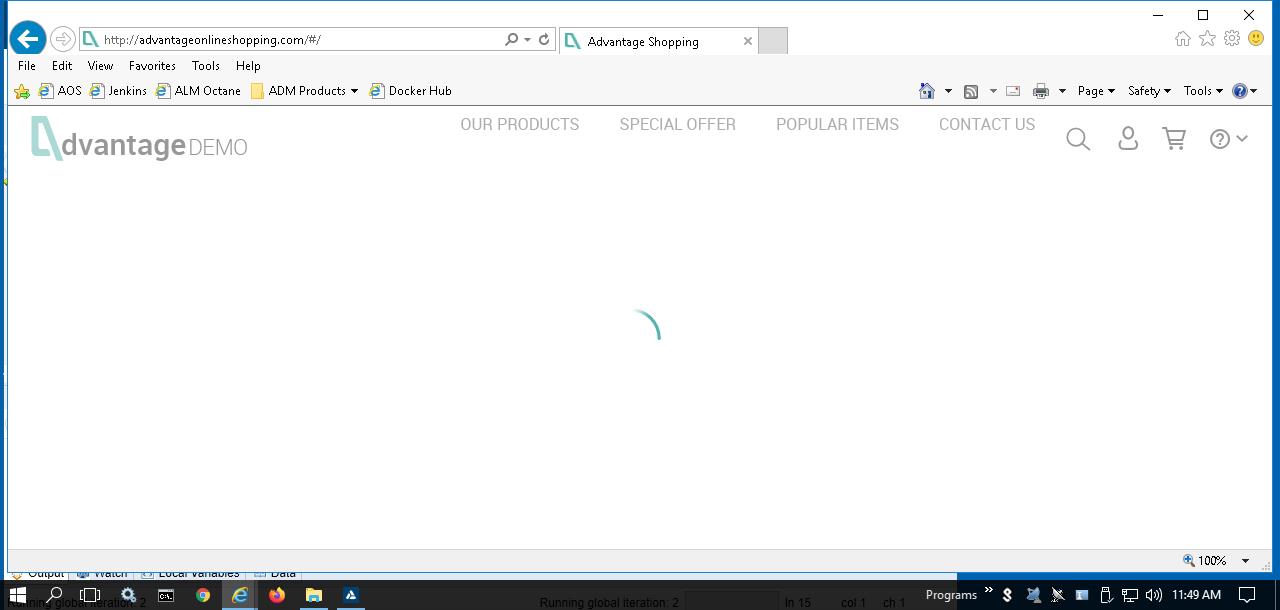 http://advantageonlineshopping.com/#/
Advantage Shopping
File Edit View Favorites Tools Help
AOS Jenkins ALM Octane ADM Products Docker Hub
Page Safety Tools
dvantage DEMO
OUR PRODUCTS SPECIAL OFFER POPULAR ITEMS CONTACT US
100%
Output Watch Local Variables Data
Programs » 11:49 AM
Running global iteration: 2 Running global iteration: 2 ln 15 col 1 ch 1